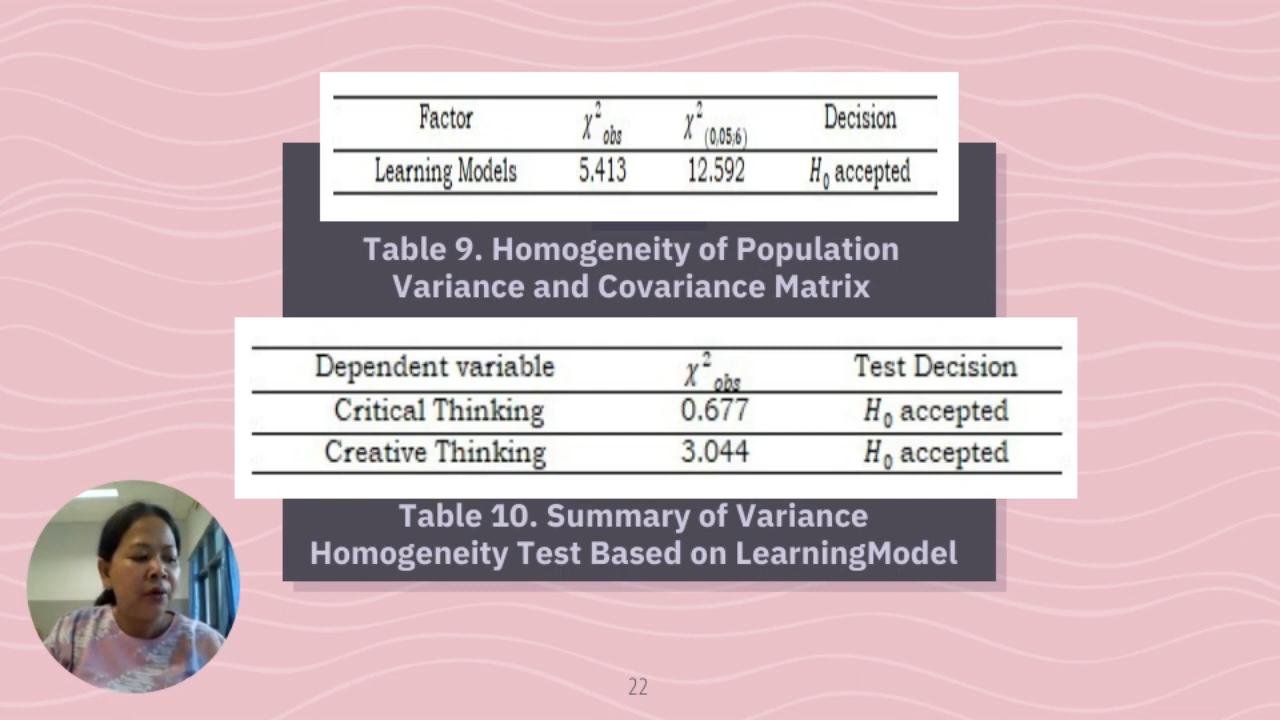 Factor χ²obs χ²(0,05;6) Decision
Learning Models 5.413 12.592 H₀ accepted
Table 9. Homogeneity of Population
Variance and Covariance Matrix
Dependent variable χ²obs Test Decision
Critical Thinking 0.677 H₀ accepted
Creative Thinking 3.044 H₀ accepted
Table 10. Summary of Variance
Homogeneity Test Based on LearningModel
22